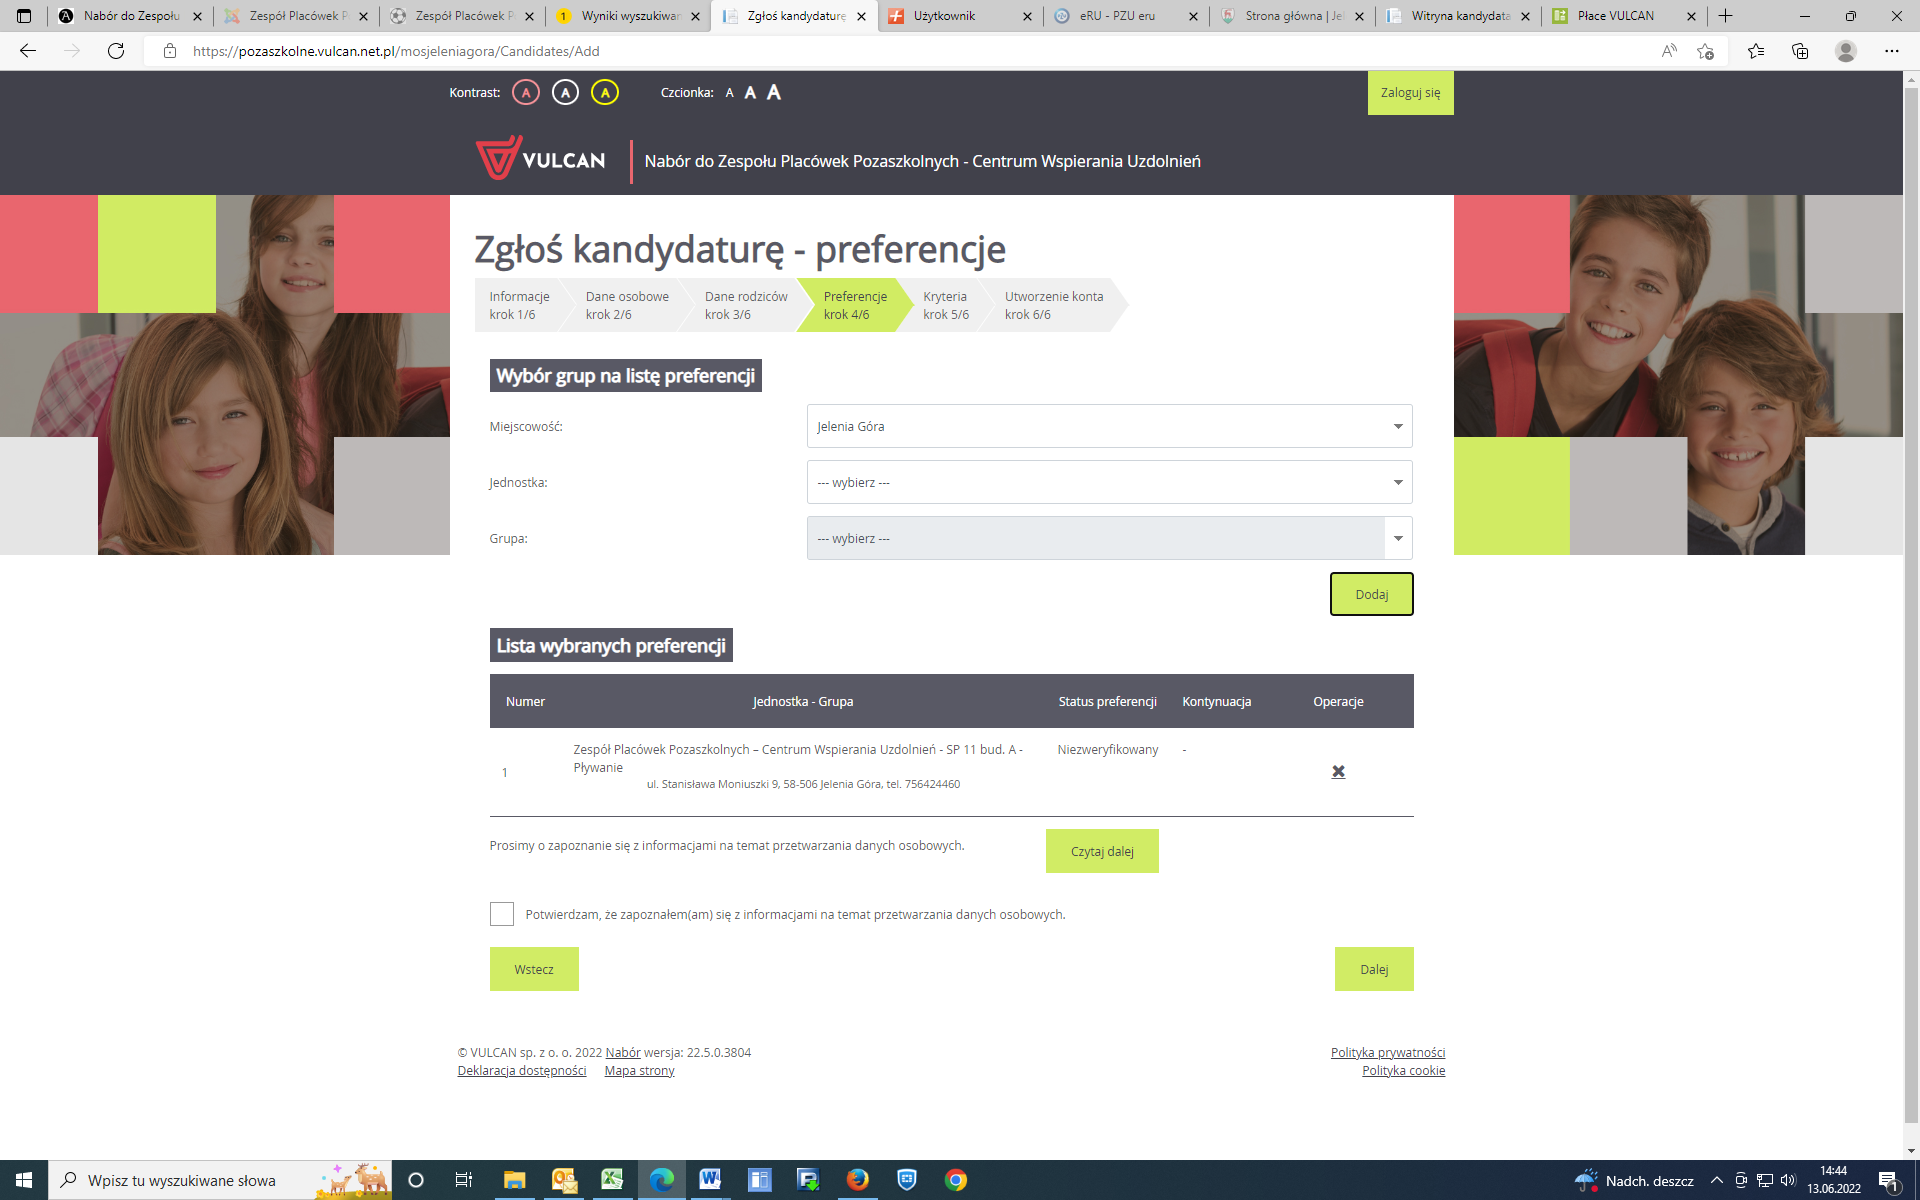 Nabór do Zespołu
Zespół Placówek P
Zespół Placówek P
Wyniki wyszukiwan
Zgłoś kandydaturę
Użytkownik
eRU - PZU eru
Strona główna | Jel
Witryna kandydata
Płace VULCAN
https://pozaszkolne.vulcan.net.pl/mosjeleniagora/Candidates/Add
Kontrast: A A A Czcionka: A A A
Zaloguj się
VULCAN
Nabór do Zespołu Placówek Pozaszkolnych - Centrum Wspierania Uzdolnień
Zgłoś kandydaturę - preferencje
Informacje
krok 1/6
Dane osobowe
krok 2/6
Dane rodziców
krok 3/6
Preferencje
krok 4/6
Kryteria
krok 5/6
Utworzenie konta
krok 6/6
Wybór grup na listę preferencji
Miejscowość: Jelenia Góra
Jednostka: --- wybierz ---
Grupa: --- wybierz ---
Dodaj
Lista wybranych preferencji
Numer Jednostka - Grupa Status preferencji Kontynuacja Operacje
1
Zespół Placówek Pozaszkolnych – Centrum Wspierania Uzdolnień - SP 11 bud. A -
Pływanie
ul. Stanisława Moniuszki 9, 58-506 Jelenia Góra, tel. 756424460
Niezweryfikowany -
Prosimy o zapoznanie się z informacjami na temat przetwarzania danych osobowych.
Czytaj dalej
Potwierdzam, że zapoznałem(am) się z informacjami na temat przetwarzania danych osobowych.
Wstecz
Dalej
© VULCAN sp. z o. o. 2022 Nabór wersja: 22.5.0.3804
Deklaracja dostępności Mapa strony
Polityka prywatności
Polityka cookie
Wpisz tu wyszukiwane słowa
Nadch. deszcz
14:44
13.06.2022
1